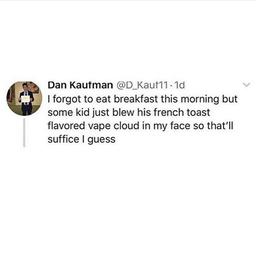 Dan Kaufman @D_Kauf11 · 1d
I forgot to eat breakfast this morning but
some kid just blew his french toast
flavored vape cloud in my face so that'll
suffice I guess